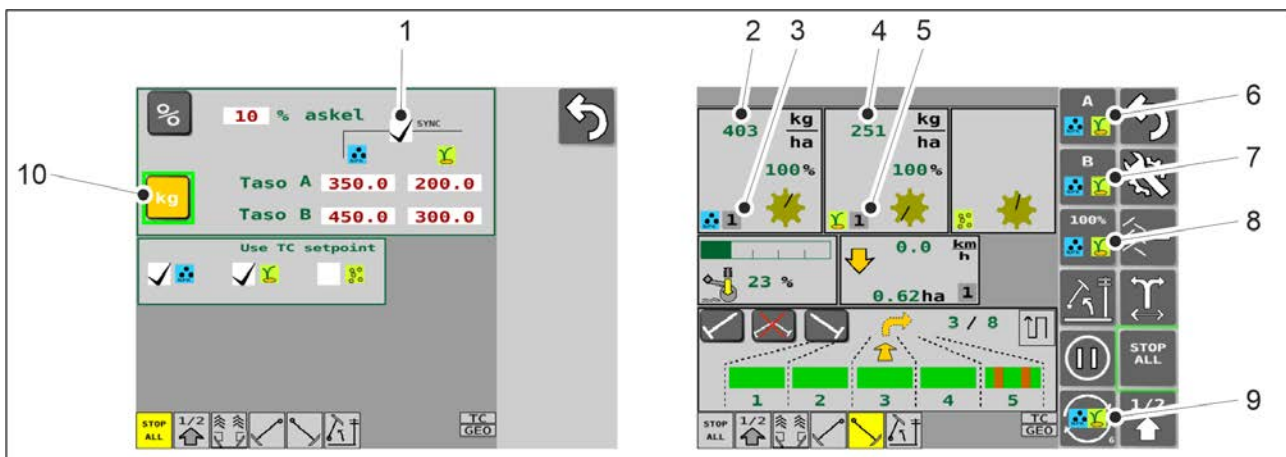 1
2
3
4
5
6
7
8
9
10
%
10 % askel
SYNC
kg
Taso A 350.0 200.0
Taso B 450.0 300.0
Use TC setpoint
STOP ALL
1/2
TC
GEO
403 kg
ha
100%
1
251 kg
ha
100%
1
23 %
0.0 km
h
0.62ha 1
3 / 8
1 2 3 4 5
STOP ALL
1/2
TC
GEO
A
B
100%
STOP
ALL
1/2
6